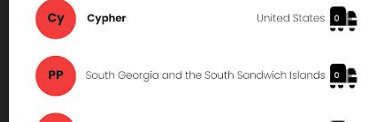 Cy Cypher United States 0
PP South Georgia and the South Sandwich Islands 0